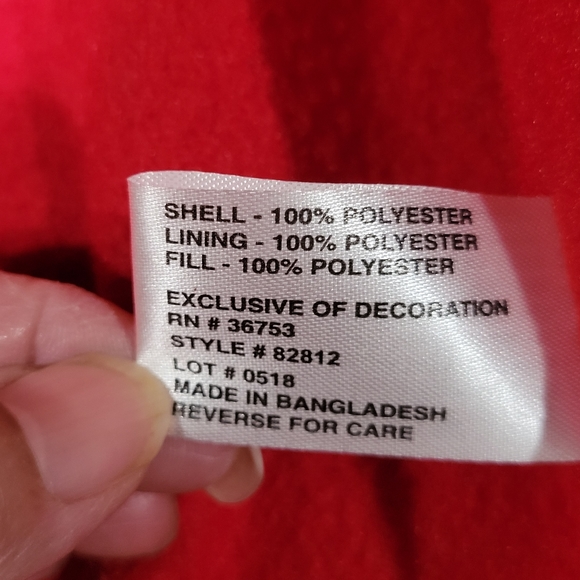 SHELL - 100% POLYESTER
LINING - 100% POLYESTER
FILL - 100% POLYESTER
EXCLUSIVE OF DECORATION
RN # 36753
STYLE # 82812
LOT # 0518
MADE IN BANGLADESH
REVERSE FOR CARE